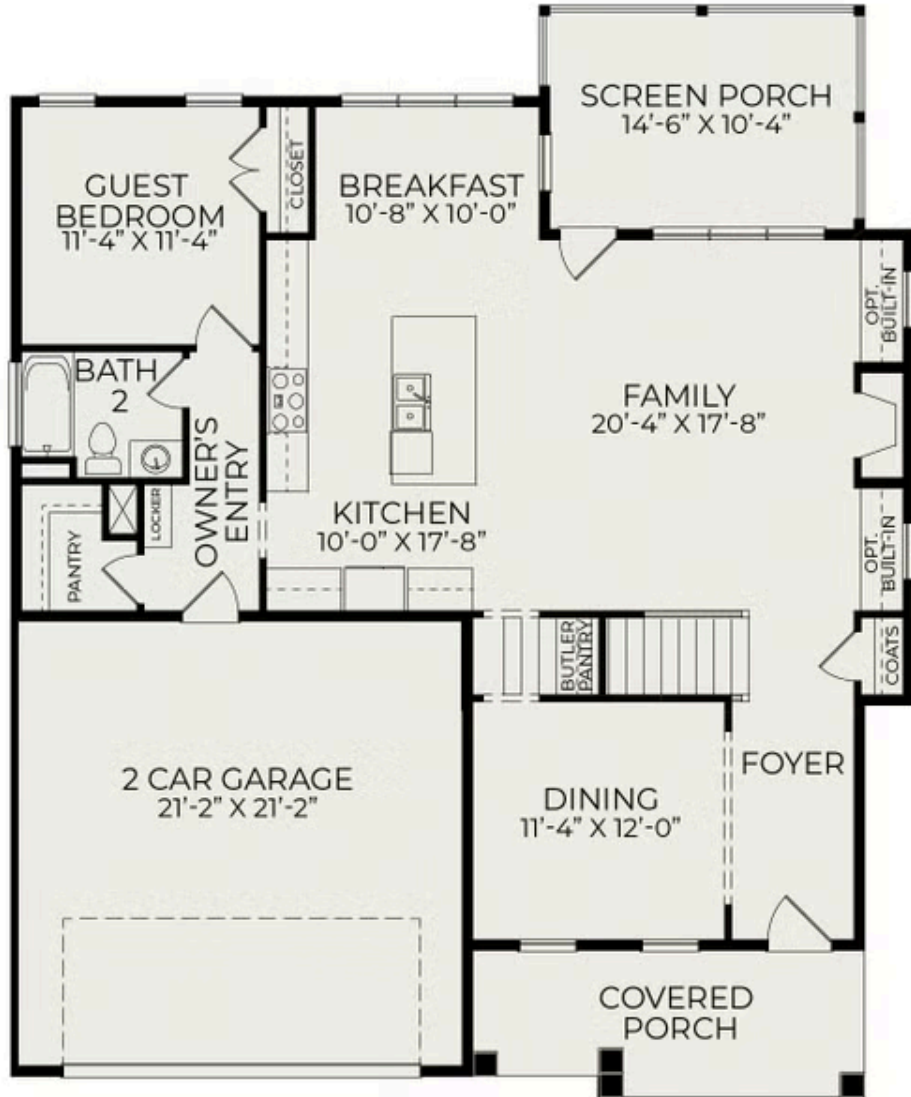 SCREEN PORCH
14'-6" X 10'-4"
GUEST
BEDROOM
11'-4" X 11'-4"
CLOSET
BREAKFAST
10'-8" X 10'-0"
OPT.
BUILT-IN
BATH
2
FAMILY
20'-4" X 17'-8"
OWNER'S
ENTRY
LOCKER
PANTRY
KITCHEN
10'-0" X 17'-8"
OPT.
BUILT-IN
BUTLER
PANTRY
COATS
2 CAR GARAGE
21'-2" X 21'-2"
DINING
11'-4" X 12'-0"
FOYER
COVERED
PORCH